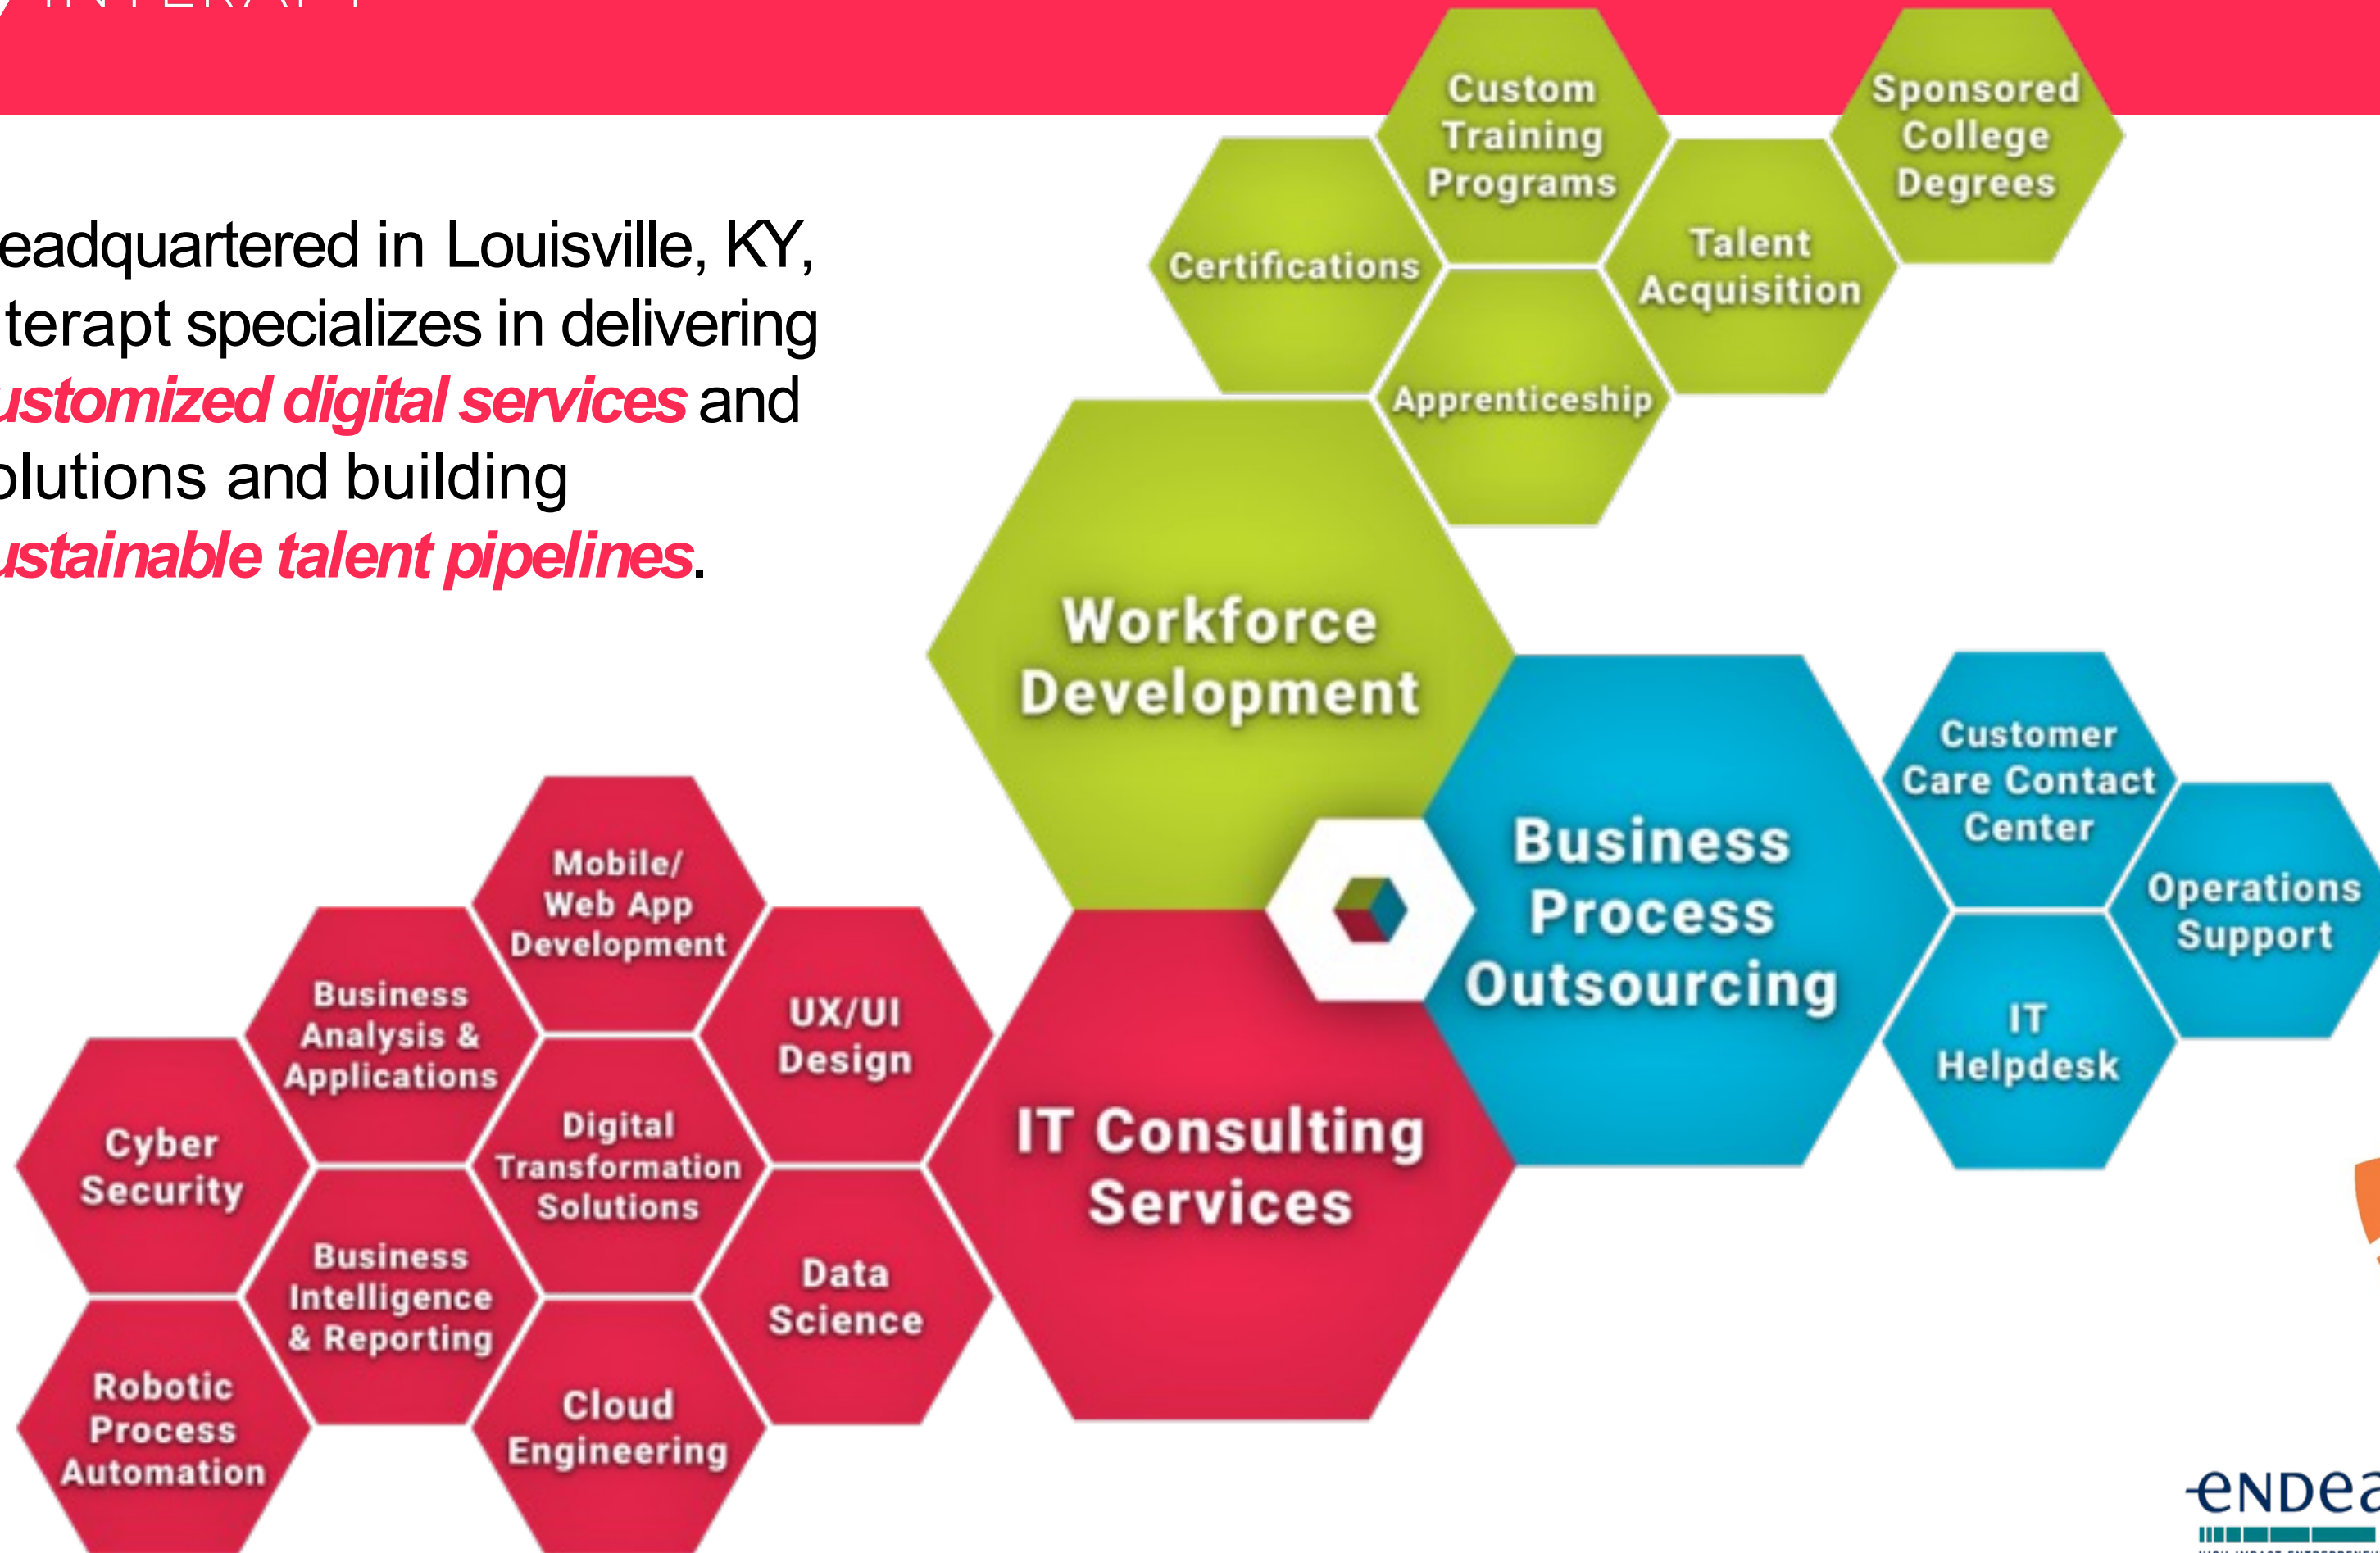 INTERAPT
eadquartered in Louisville, KY,
terapt specializes in delivering
ustomized digital services and
olutions and building
ustainable talent pipelines.
Custom
Training
Programs
Sponsored
College
Degrees
Certifications
Talent
Acquisition
Apprenticeship
Workforce
Development
Customer
Care Contact
Center
Business
Process
Outsourcing
Operations
Support
IT
Helpdesk
Mobile/
Web App
Development
Business
Analysis &
Applications
UX/UI
Design
Cyber
Security
Digital
Transformation
Solutions
IT Consulting
Services
Business
Intelligence
& Reporting
Data
Science
Robotic
Process
Automation
Cloud
Engineering
eNDea